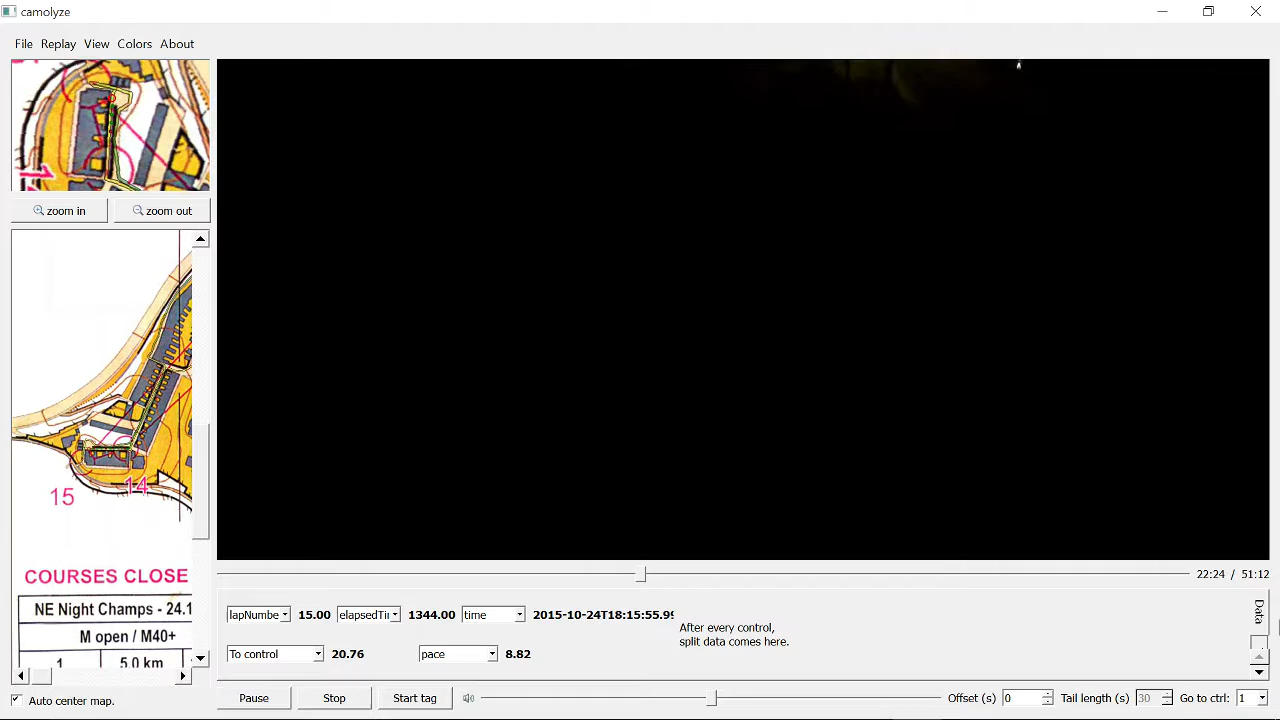 camolyze
File Replay View Colors About
zoom in zoom out
15 14
COURSES CLOSE
NE Night Champs - 24.1
M open / M40+
1 5.0 km
Auto center map.
22:24 / 51:12
lapNumbe 15.00 elapsedTi 1344.00 time 2015-10-24T18:15:55.99
To control 20.76 pace 8.82
After every control,
split data comes here.
Data
Pause Stop Start tag Offset (s) 0 Tail length (s) 30 Go to ctrl: 1